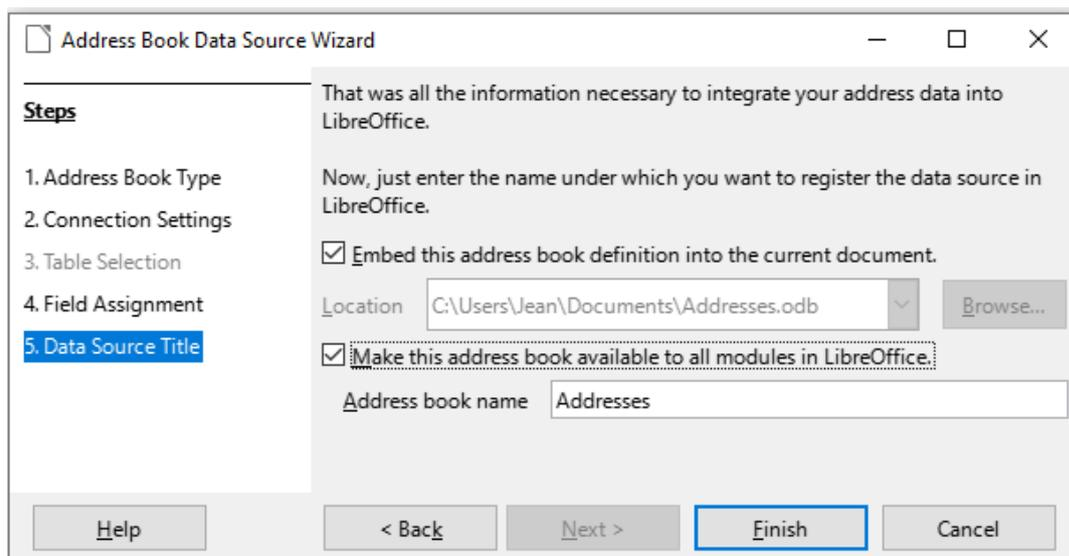 Address Book Data Source Wizard
Steps
1. Address Book Type
2. Connection Settings
3. Table Selection
4. Field Assignment
5. Data Source Title
That was all the information necessary to integrate your address data into
LibreOffice.
Now, just enter the name under which you want to register the data source in
LibreOffice.
Embed this address book definition into the current document.
Location C:\Users\Jean\Documents\Addresses.odb Browse...
Make this address book available to all modules in LibreOffice.
Address book name Addresses
Help < Back Next > Finish Cancel